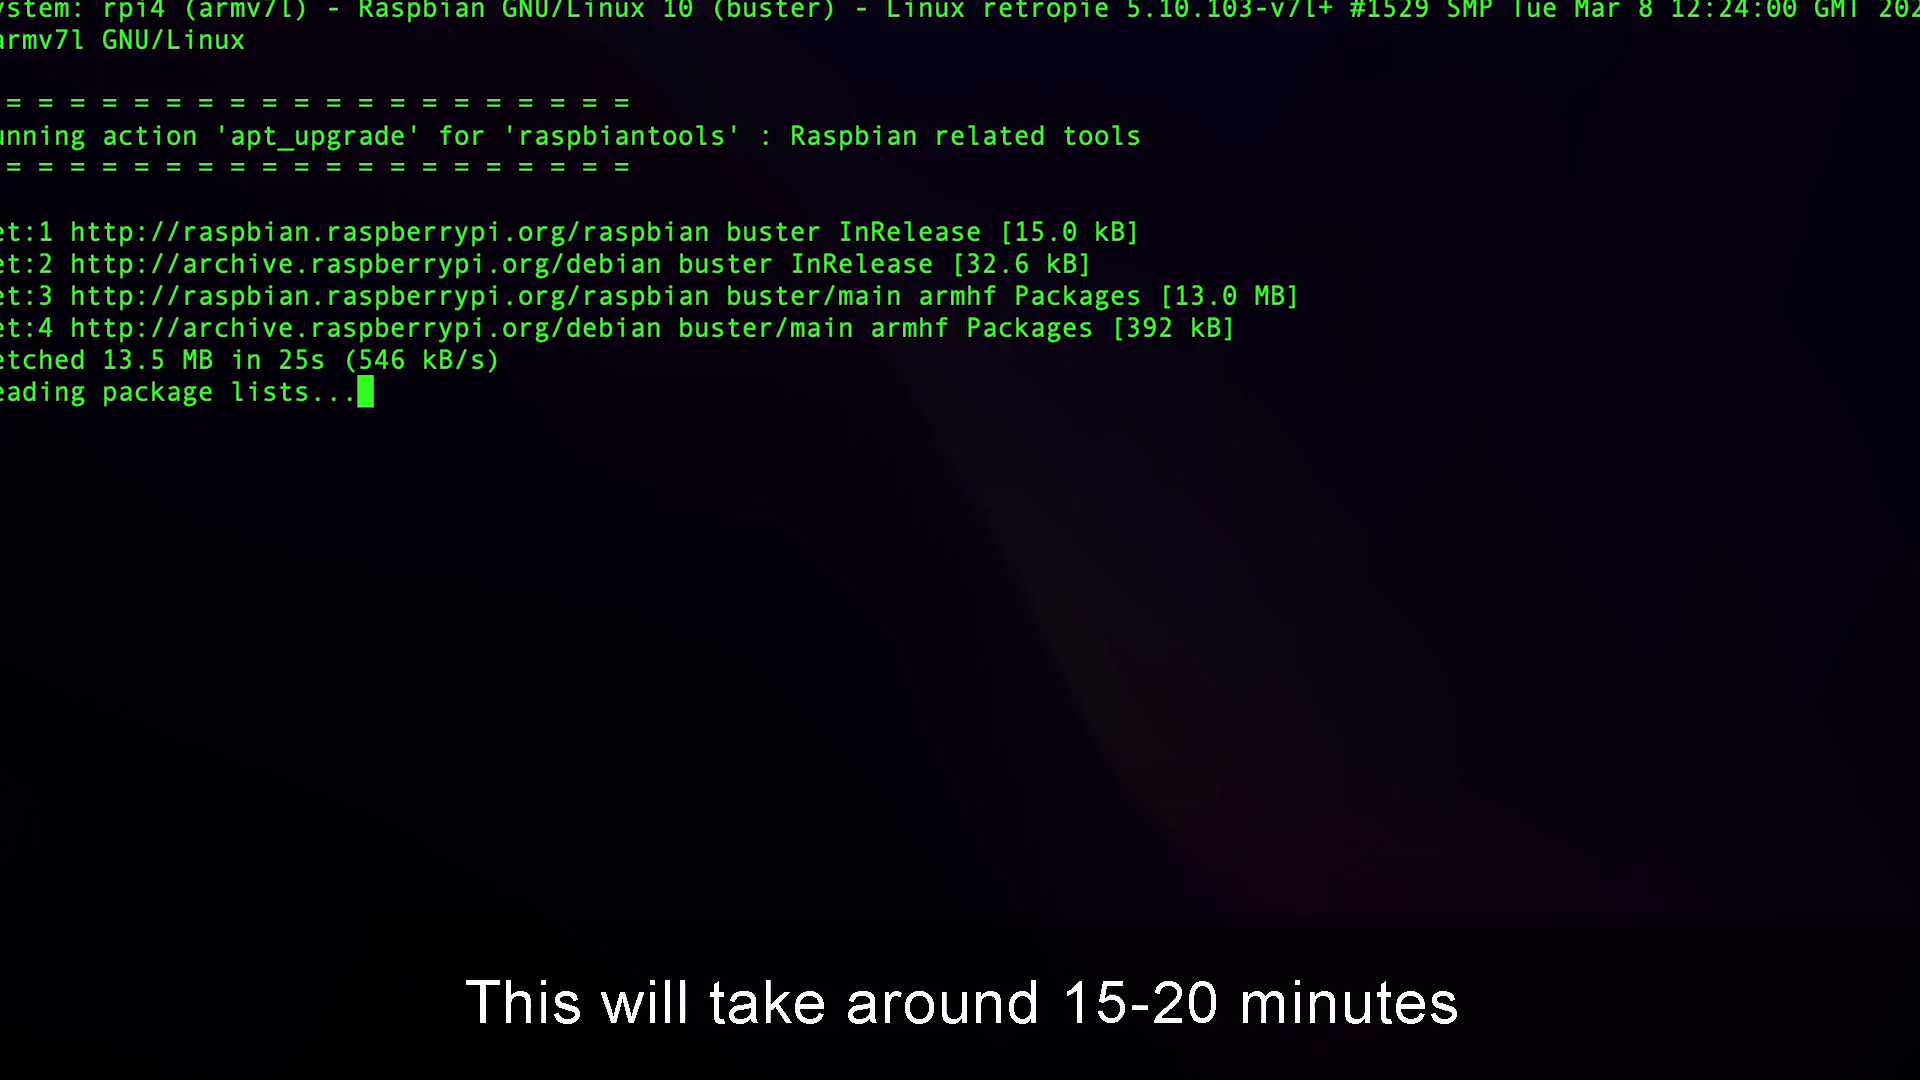 ystem: rpi4 (armv7l) - Raspbian GNU/Linux 10 (buster) - Linux retropie 5.10.103-v7l+ #1529 SMP Tue Mar 8 12:24:00 GMT 202
armv7l GNU/Linux
= = = = = = = = = = = = = = = = = = = =
unning action 'apt_upgrade' for 'raspbiantools' : Raspbian related tools
= = = = = = = = = = = = = = = = = = = =
et:1 http://raspbian.raspberrypi.org/raspbian buster InRelease [15.0 kB]
et:2 http://archive.raspberrypi.org/debian buster InRelease [32.6 kB]
et:3 http://raspbian.raspberrypi.org/raspbian buster/main armhf Packages [13.0 MB]
et:4 http://archive.raspberrypi.org/debian buster/main armhf Packages [392 kB]
etched 13.5 MB in 25s (546 kB/s)
eading package lists...
This will take around 15-20 minutes